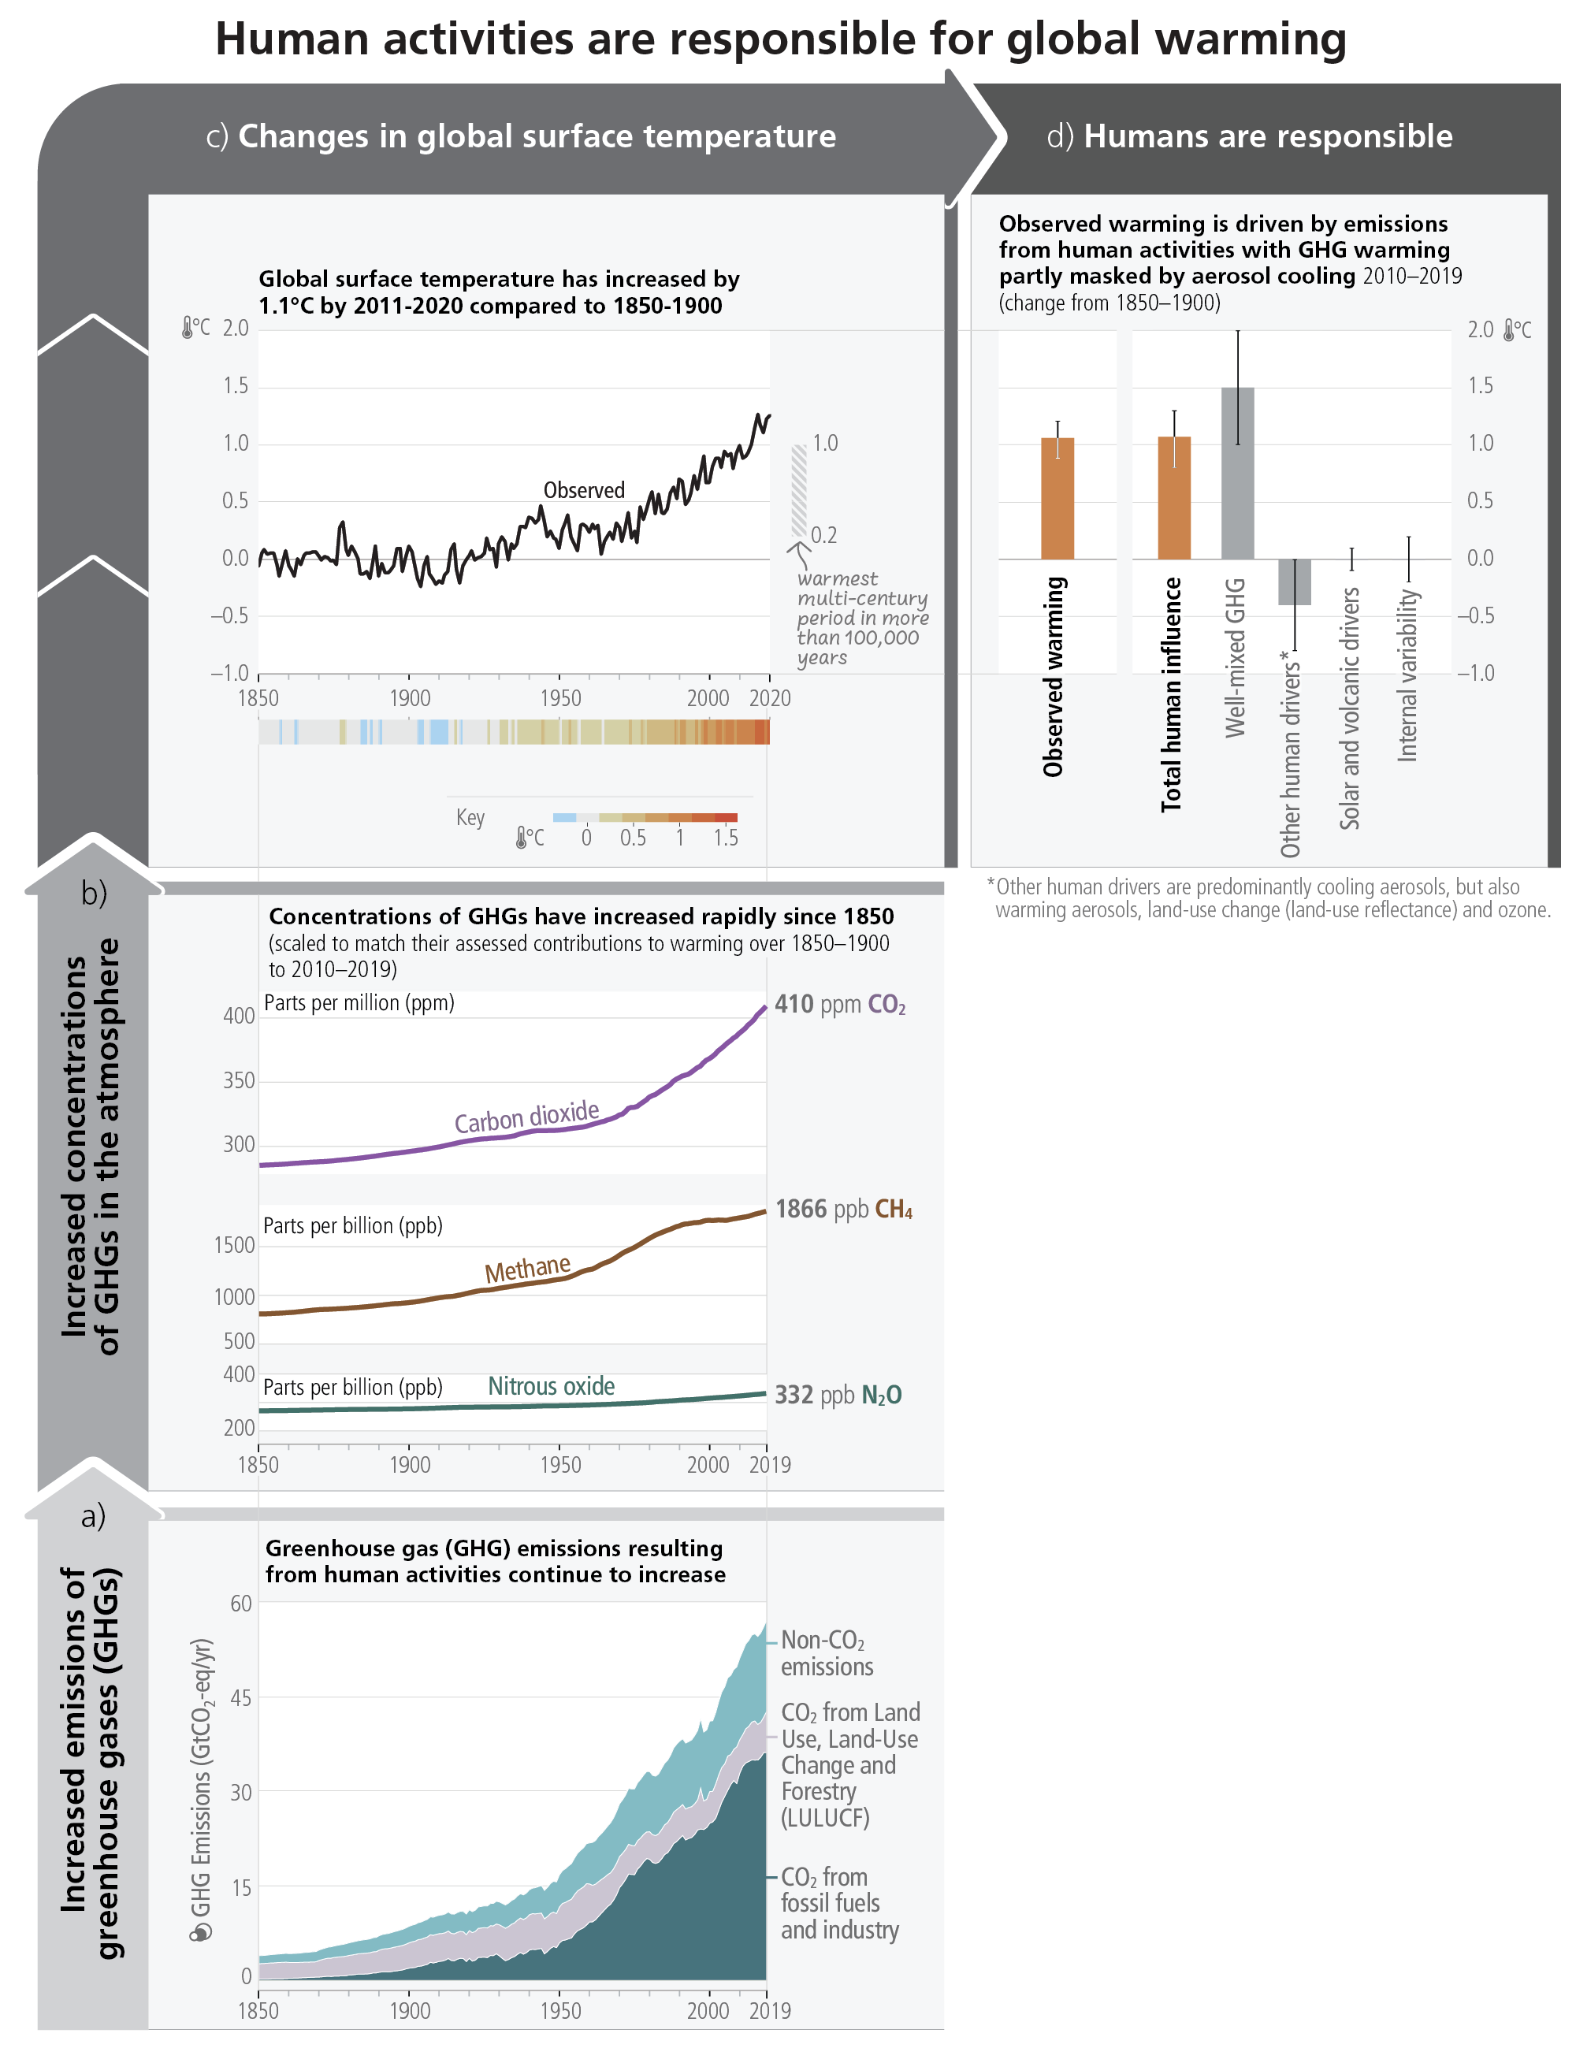 Human activities are responsible for global warming
c) Changes in global surface temperature
d) Humans are responsible
Global surface temperature has increased by
1.1°C by 2011-2020 compared to 1850-1900
°C
2.0
1.5
1.0
0.5
0.0
–0.5
–1.0
Observed
1.0
0.2
warmest
multi-century
period in more
than 100,000
years
1850
1900
1950
2000
2020
Key
°C
0
0.5
1
1.5
Observed warming is driven by emissions
from human activities with GHG warming
partly masked by aerosol cooling 2010–2019
(change from 1850–1900)
2.0 °C
1.5
1.0
0.5
0.0
–0.5
–1.0
Observed warming
Total human influence
Well-mixed GHG
Other human drivers*
Solar and volcanic drivers
Internal variability
*Other human drivers are predominantly cooling aerosols, but also
warming aerosols, land-use change (land-use reflectance) and ozone.
b)
Increased concentrations
of GHGs in the atmosphere
Concentrations of GHGs have increased rapidly since 1850
(scaled to match their assessed contributions to warming over 1850–1900
to 2010–2019)
Parts per million (ppm)
400
350
300
Carbon dioxide
410 ppm CO₂
Parts per billion (ppb)
1500
1000
500
Methane
1866 ppb CH₄
Parts per billion (ppb)
400
200
Nitrous oxide
332 ppb N₂O
1850
1900
1950
2000
2019
a)
Increased emissions of
greenhouse gases (GHGs)
Greenhouse gas (GHG) emissions resulting
from human activities continue to increase
GHG Emissions (GtCO₂-eq/yr)
60
45
30
15
0
Non-CO₂
emissions
CO₂ from Land
Use, Land-Use
Change and
Forestry
(LULUCF)
CO₂ from
fossil fuels
and industry
1850
1900
1950
2000
2019